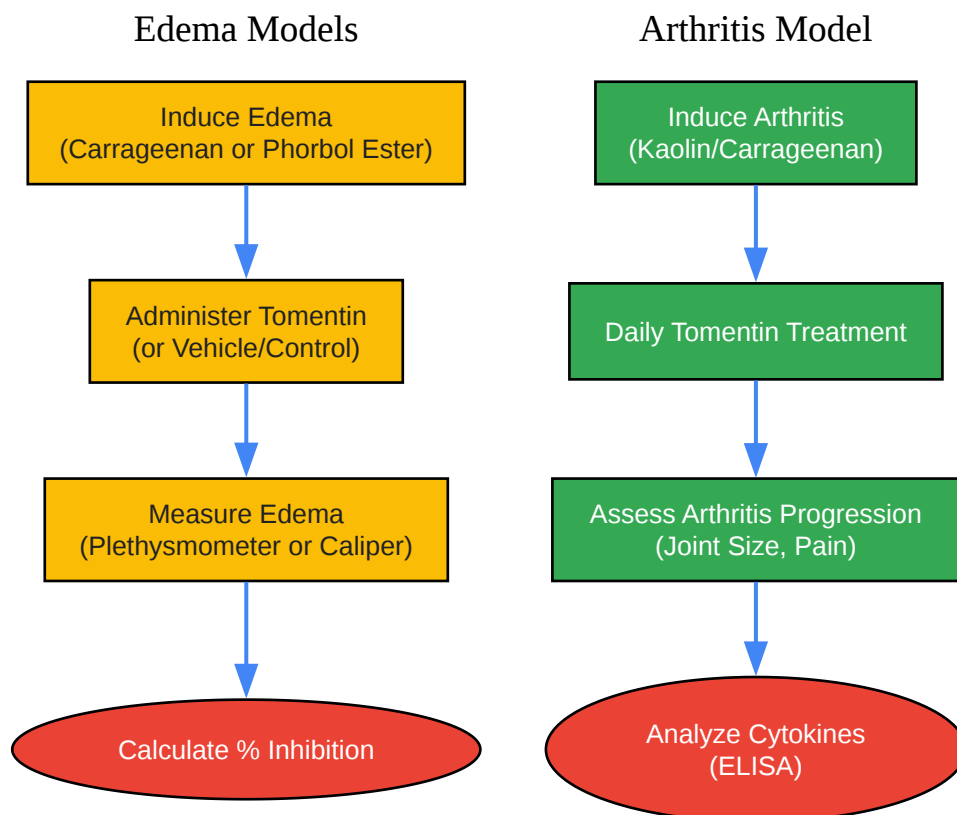 Edema Models
Induce Edema
(Carrageenan or Phorbol Ester)
Administer Tomentin
(or Vehicle/Control)
Measure Edema
(Plethysmometer or Caliper)
Calculate % Inhibition
Arthritis Model
Induce Arthritis
(Kaolin/Carrageenan)
Daily Tomentin Treatment
Assess Arthritis Progression
(Joint Size, Pain)
Analyze Cytokines
(ELISA)